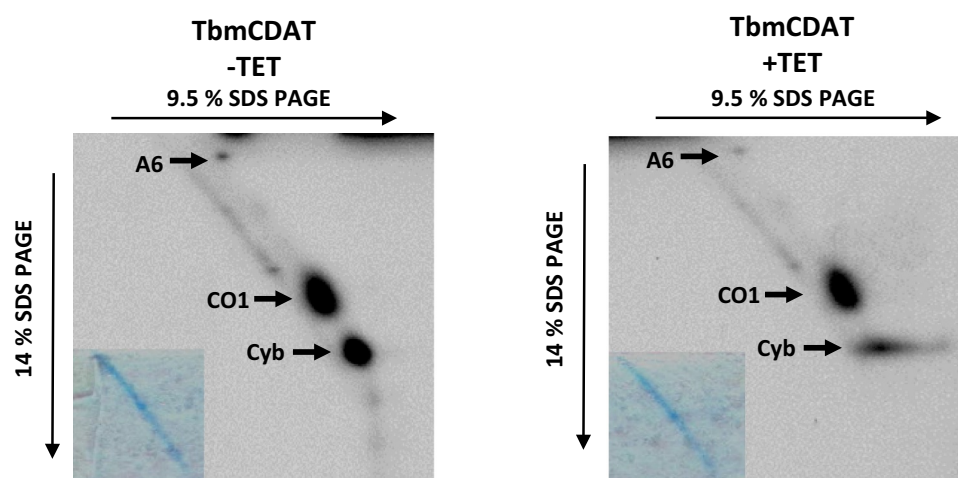 TbmCDAT
-TET
9.5 % SDS PAGE
14 % SDS PAGE
A6
CO1
Cyb
TbmCDAT
+TET
9.5 % SDS PAGE
14 % SDS PAGE
A6
CO1
Cyb